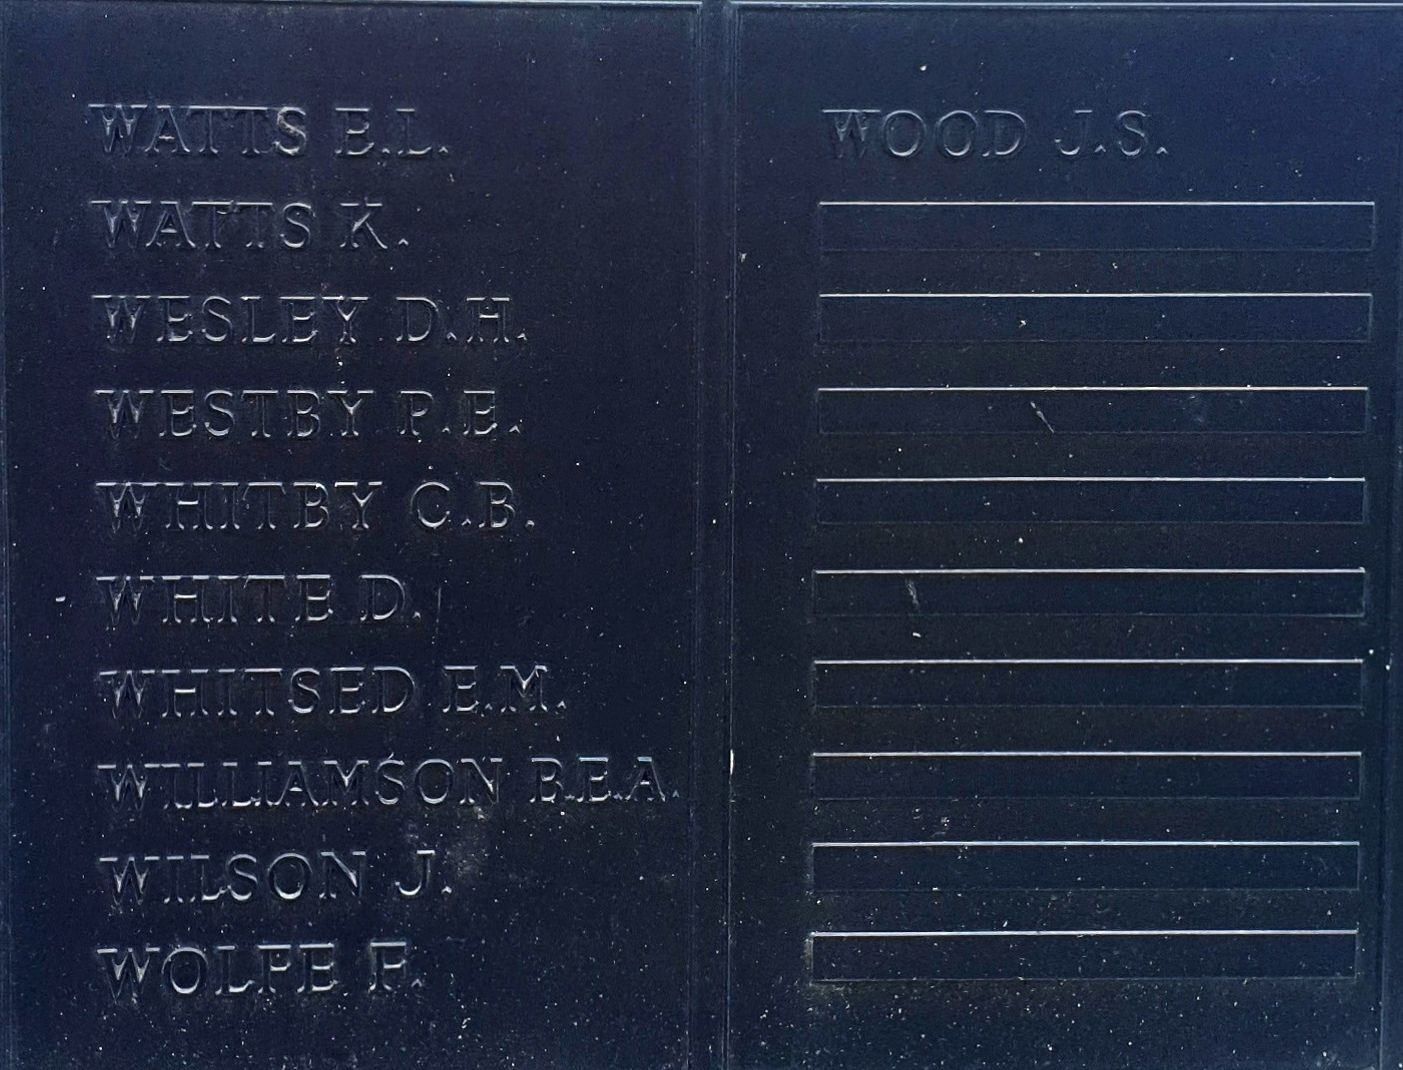 WATTS E.L.
WATTS K.
WESLEY D.H.
WESTBY P.E.
WHITBY C.B.
WHITE D.
WHITSED E.M.
WILLIAMSON B.E.A.
WILSON J.
WOLFE F.
WOOD J.S.